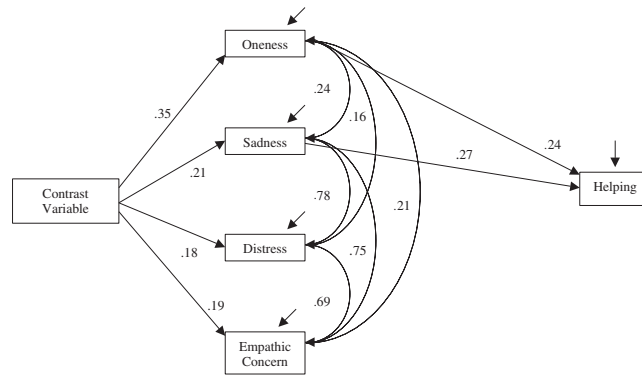 Oneness
.35
.24
.16
Sadness
.21
.27
.24
Contrast
Variable
Helping
.78
.21
.18
Distress
.75
.19
.69
Empathic
Concern